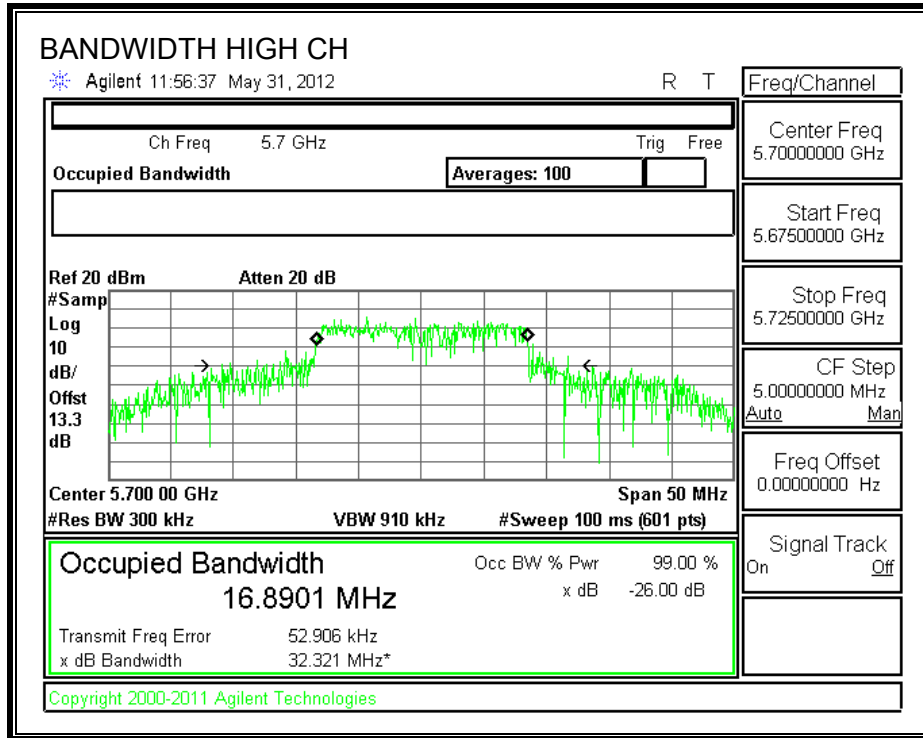 BANDWIDTH HIGH CH
Agilent 11:56:37 May 31, 2012 R T
Freq/Channel
Ch Freq 5.7 GHz Trig Free
Occupied Bandwidth Averages: 100
Center Freq
5.70000000 GHz
Start Freq
5.67500000 GHz
Stop Freq
5.72500000 GHz
CF Step
5.00000000 MHz
Auto Man
Freq Offset
0.00000000 Hz
Signal Track
On Off
Ref 20 dBm Atten 20 dB
#Samp
Log
10
dB/
Offst
13.3
dB
Center 5.700 00 GHz Span 50 MHz
#Res BW 300 kHz VBW 910 kHz #Sweep 100 ms (601 pts)
Occupied Bandwidth Occ BW % Pwr 99.00 %
16.8901 MHz x dB -26.00 dB
Transmit Freq Error 52.906 kHz
x dB Bandwidth 32.321 MHz*
Copyright 2000-2011 Agilent Technologies